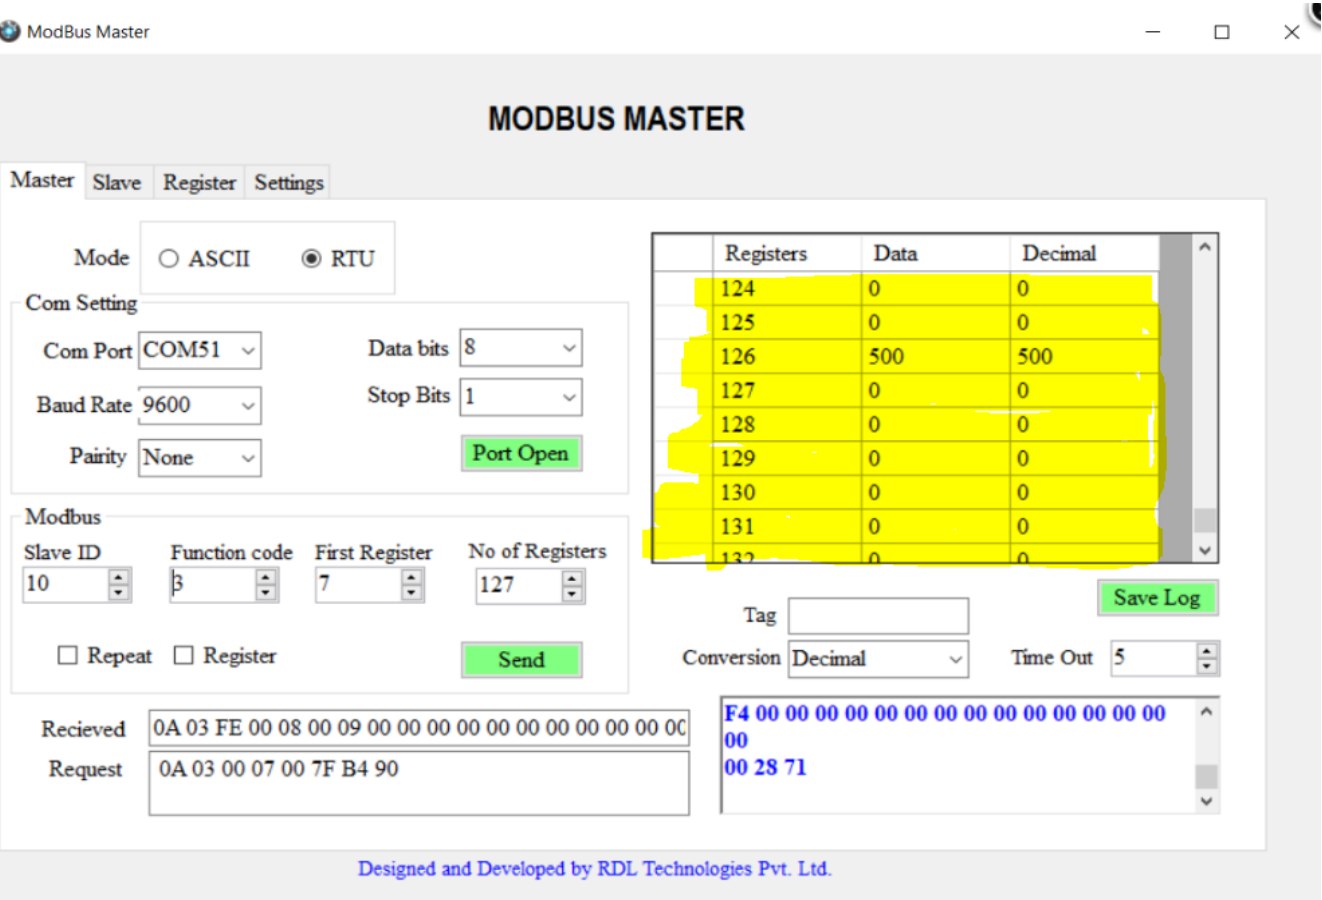 ModBus Master
MODBUS MASTER
Master Slave Register Settings
Mode ASCII RTU
Com Setting
Com Port COM51 Data bits 8
Baud Rate 9600 Stop Bits 1
Pairity None Port Open
Modbus
Slave ID Function code First Register No of Registers
10 3 7 127
Repeat Register Send
Registers Data Decimal
124 0 0
125 0 0
126 500 500
127 0 0
128 0 0
129 0 0
130 0 0
131 0 0
132 0 0
Save Log
Tag
Conversion Decimal Time Out 5
Recieved 0A 03 FE 00 08 00 09 00 00 00 00 00 00 00 00 00 00 00
Request 0A 03 00 07 00 7F B4 90
F4 00 00 00 00 00 00 00 00 00 00 00 00 00 00
00
00 28 71
Designed and Developed by RDL Technologies Pvt. Ltd.